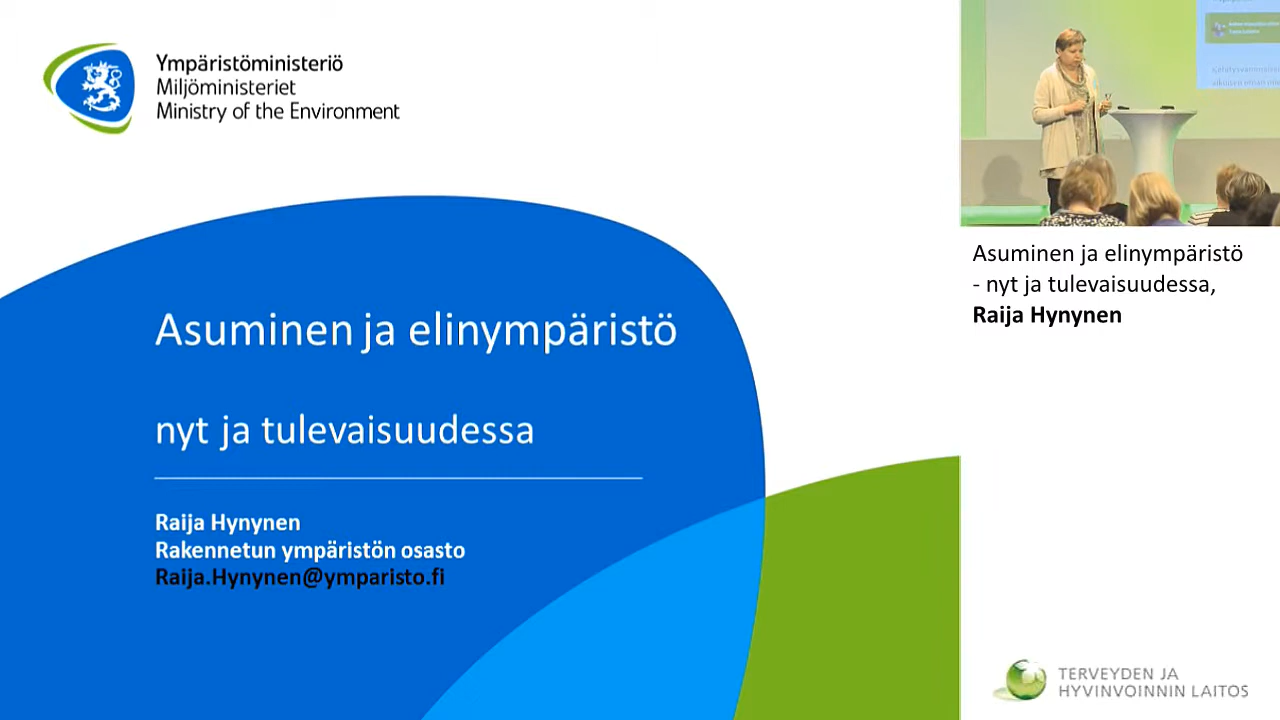 Ympäristöministeriö
Miljöministeriet
Ministry of the Environment
Asuminen ja elinympäristö
nyt ja tulevaisuudessa
Raija Hynynen
Rakennetun ympäristön osasto
Raija.Hynynen@ymparisto.fi
Asuminen ja elinympäristö
- nyt ja tulevaisuudessa,
Raija Hynynen
TERVEYDEN JA
HYVINVOINNIN LAITOS